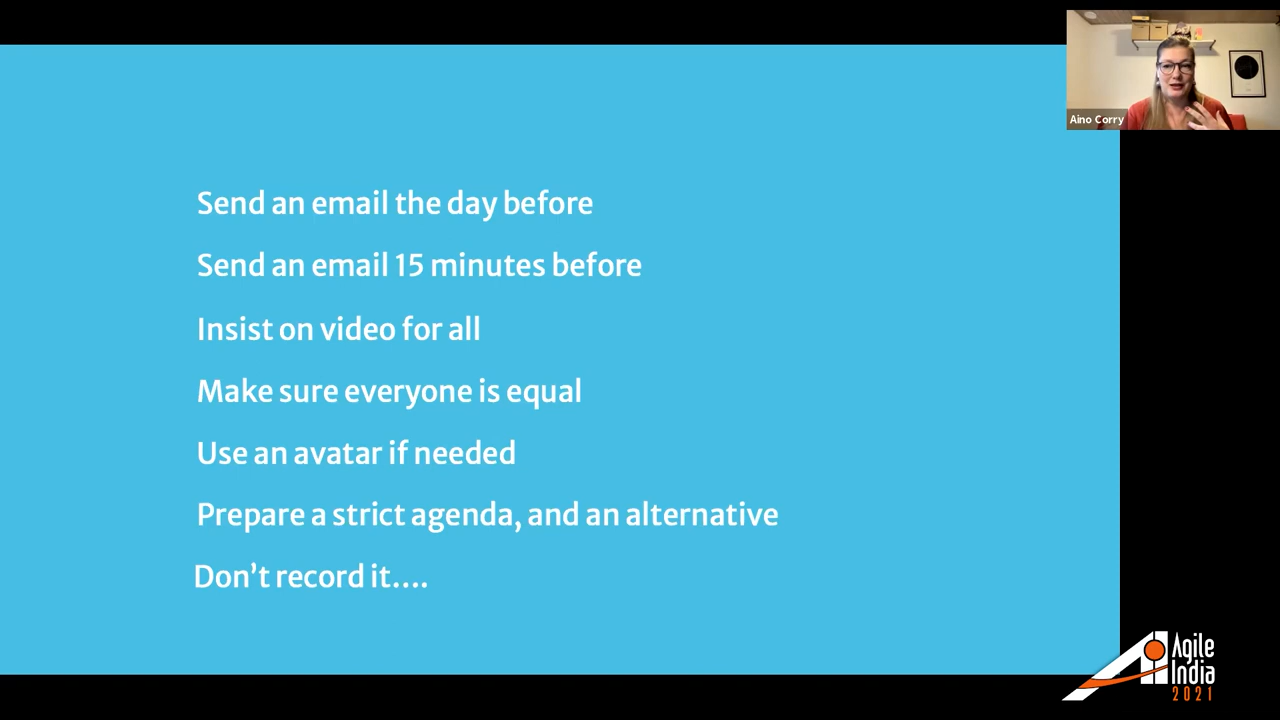 Aino Corry
Send an email the day before
Send an email 15 minutes before
Insist on video for all
Make sure everyone is equal
Use an avatar if needed
Prepare a strict agenda, and an alternative
Don't record it....
Agile
India
2021